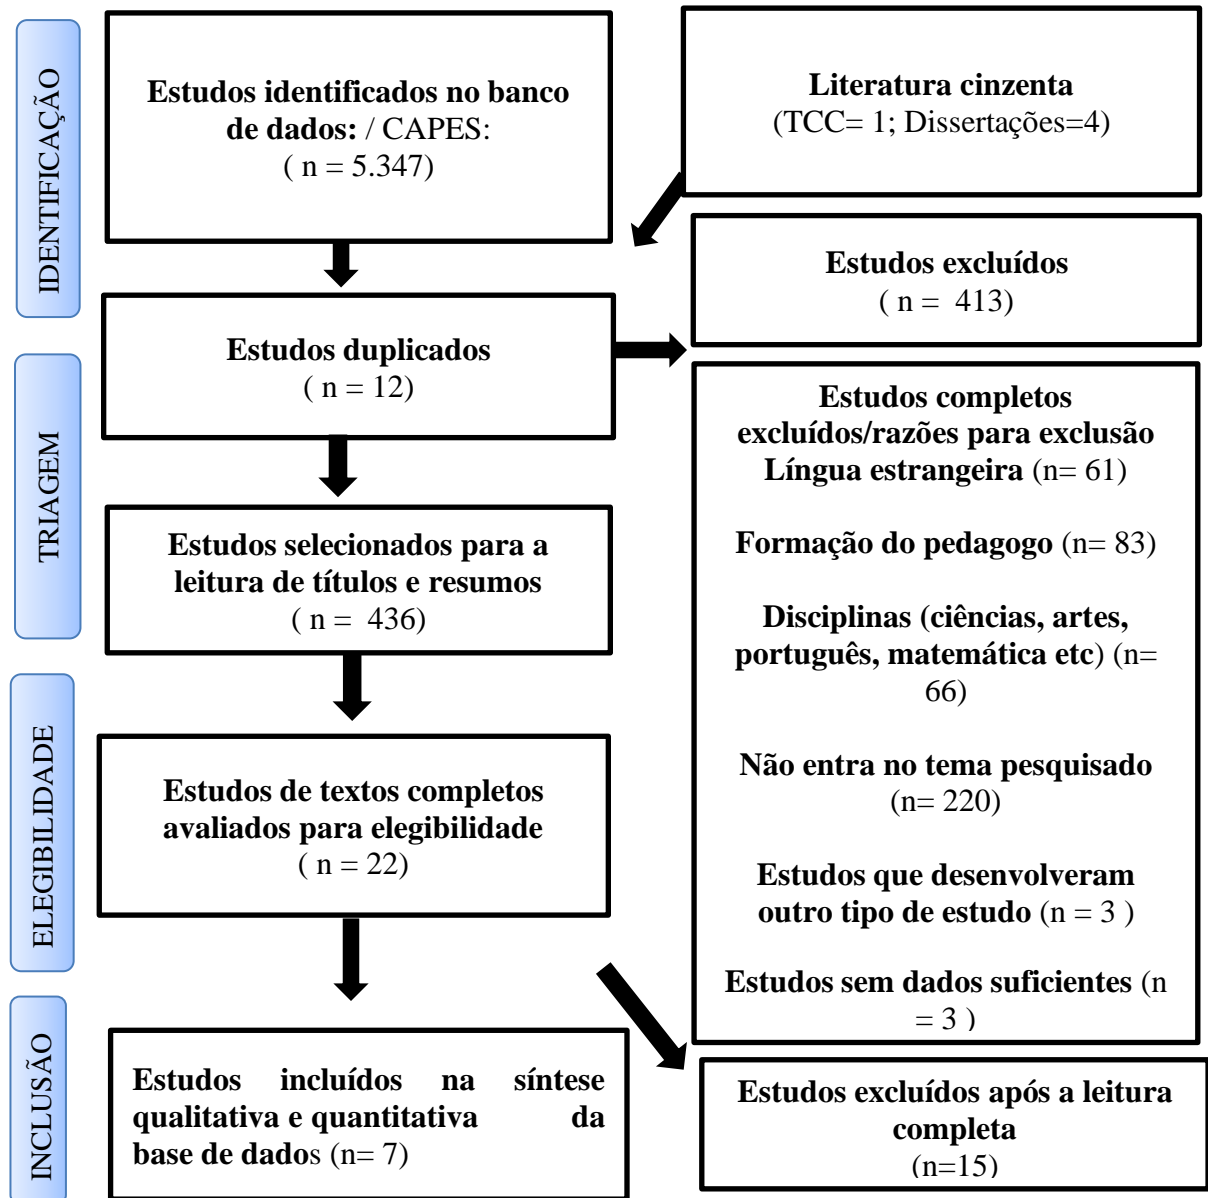 IDENTIFICAÇÃO
Estudos identificados no banco
de dados: / CAPES:
( n = 5.347)
Literatura cinzenta
(TCC= 1; Dissertações=4)
Estudos excluídos
( n =  413)
TRIAGEM
Estudos duplicados
( n = 12)
Estudos selecionados para a
leitura de títulos e resumos
( n =  436)
Estudos completos
excluídos/razões para exclusão
Língua estrangeira (n= 61)
Formação do pedagogo (n= 83)
Disciplinas (ciências, artes,
português, matemática etc) (n=
66)
Não entra no tema pesquisado
(n= 220)
Estudos que desenvolveram
outro tipo de estudo (n = 3 )
Estudos sem dados suficientes (n
= 3 )
ELEGIBILIDADE
Estudos de textos completos
avaliados para elegibilidade
( n = 22)
INCLUSÃO
Estudos incluídos na síntese
qualitativa e quantitativa da
base de dados (n= 7)
Estudos excluídos após a leitura
completa
(n=15)